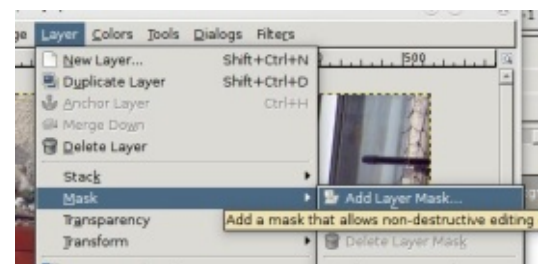 Layer Colors Tools Dialogs Filters
500
New Layer... Shift+Ctrl+N
Duplicate Layer Shift+Ctrl+D
Anchor Layer Ctrl+H
Merge Down
Delete Layer
Stack
Mask
Add Layer Mask...
Transparency
Add a mask that allows non-destructive editing
Transform
Delete Layer Mask